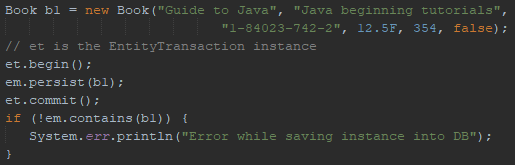 Book b1 = new Book("Guide to Java", "Java beginning tutorials",
"1-84023-742-2", 12.5F, 354, false);
// et is the EntityTransaction instance
et.begin();
em.persist(b1);
et.commit();
if (!em.contains(b1)) {
System.err.println("Error while saving instance into DB");
}